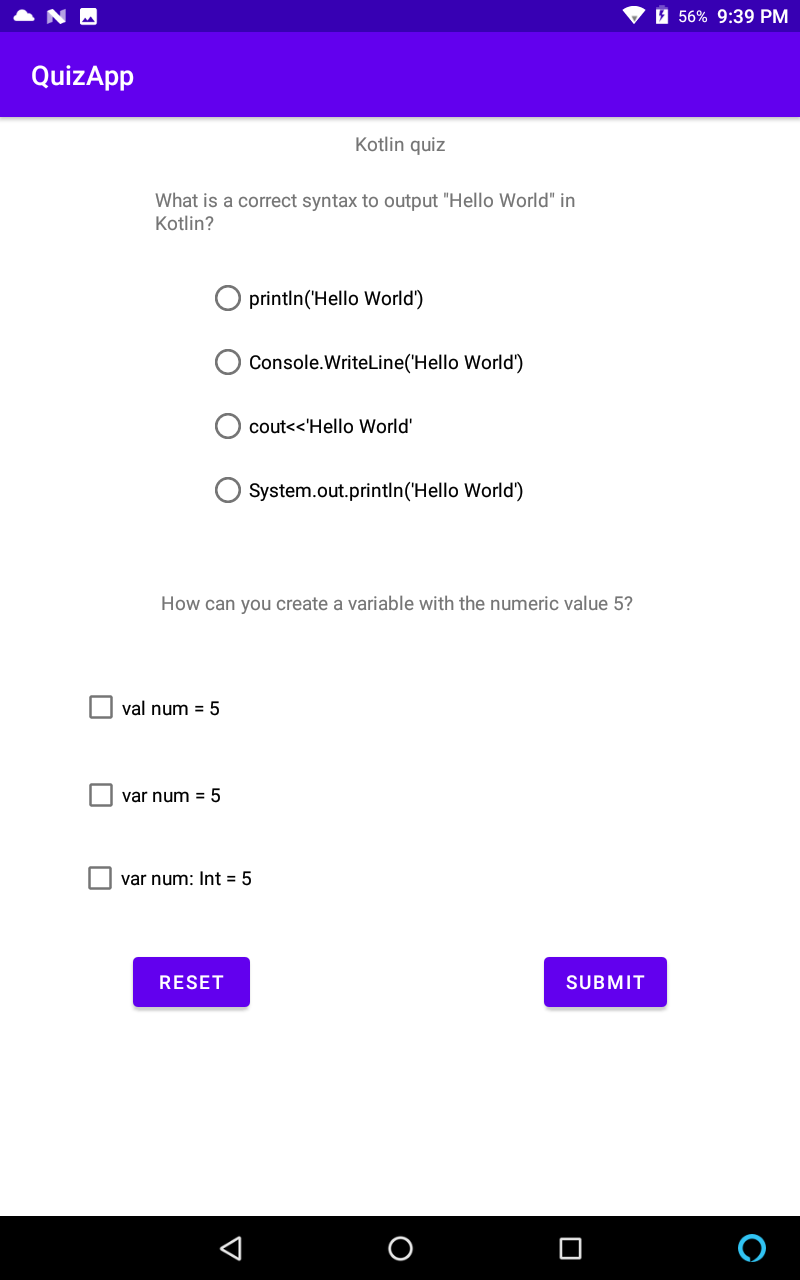 56% 9:39 PM
QuizApp
Kotlin quiz
What is a correct syntax to output "Hello World" in
Kotlin?
println('Hello World')
Console.WriteLine('Hello World')
cout<<'Hello World'
System.out.println('Hello World')
How can you create a variable with the numeric value 5?
val num = 5
var num = 5
var num: Int = 5
RESET SUBMIT